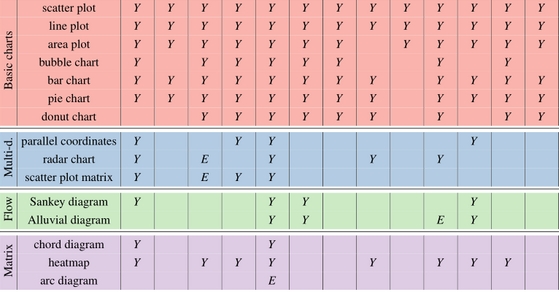 Basic charts
scatter plot Y Y Y Y Y Y Y Y Y Y Y Y Y
line plot Y Y Y Y Y Y Y Y Y Y Y Y Y
area plot Y Y Y Y Y Y Y Y Y Y Y Y
bubble chart Y Y Y Y Y Y Y Y
bar chart Y Y Y Y Y Y Y Y Y Y Y Y
pie chart Y Y Y Y Y Y Y Y Y Y Y Y
donut chart Y Y Y Y Y Y Y Y Y
Multi-d.
parallel coordinates Y Y Y Y
radar chart Y E Y Y Y
scatter plot matrix Y E Y Y
Flow
Sankey diagram Y Y Y Y
Alluvial diagram Y Y E Y
Matrix
chord diagram Y Y
heatmap Y Y Y Y Y Y Y Y
arc diagram E